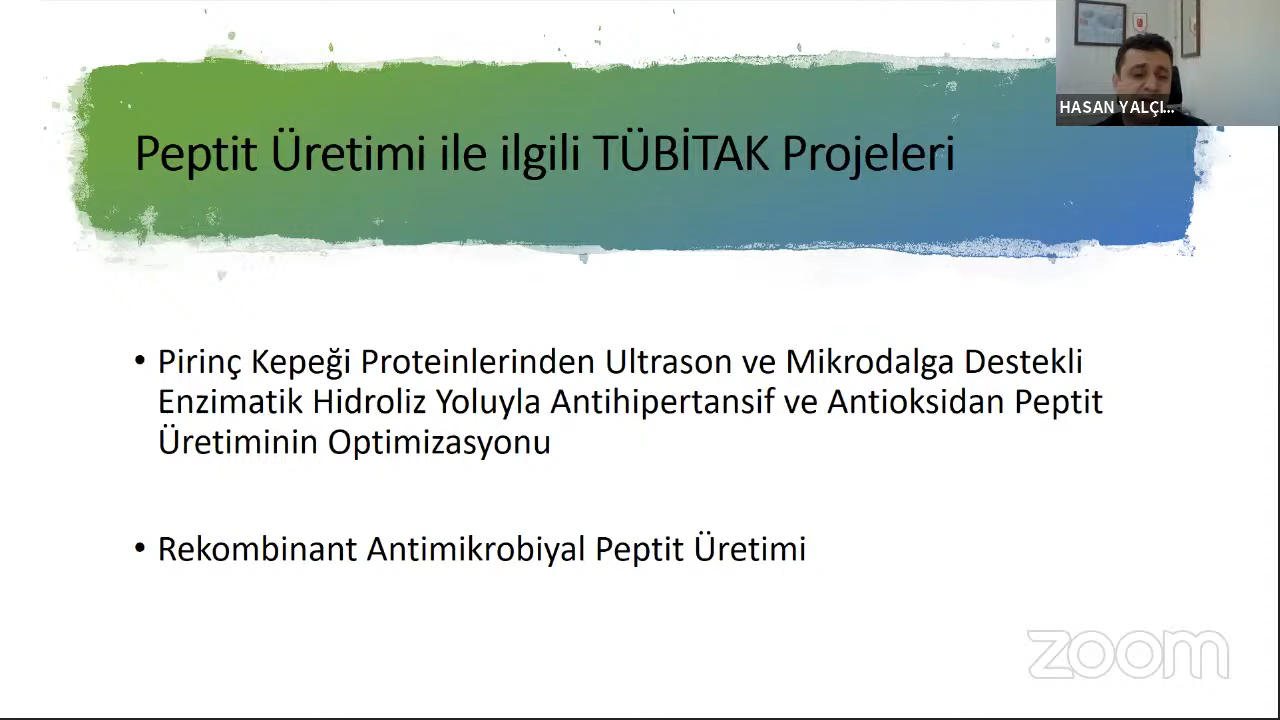 HASAN YALÇI...
Peptit Üretimi ile ilgili TÜBİTAK Projeleri
• Pirinç Kepeği Proteinlerinden Ultrason ve Mikrodalga Destekli
Enzimatik Hidroliz Yoluyla Antihipertansif ve Antioksidan Peptit
Üretiminin Optimizasyonu
• Rekombinant Antimikrobiyal Peptit Üretimi
zoom